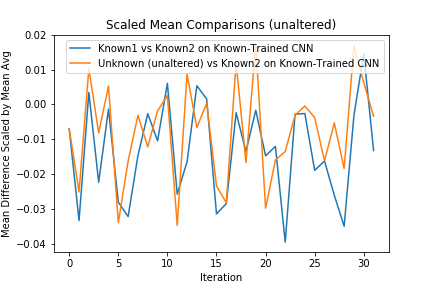 Scaled Mean Comparisons (unaltered)
Known1 vs Known2 on Known-Trained CNN
Unknown (unaltered) vs Known2 on Known-Trained CNN
Mean Difference Scaled by Mean Avg
0.02
0.01
0.00
−0.01
−0.02
−0.03
−0.04
0 5 10 15 20 25 30
Iteration